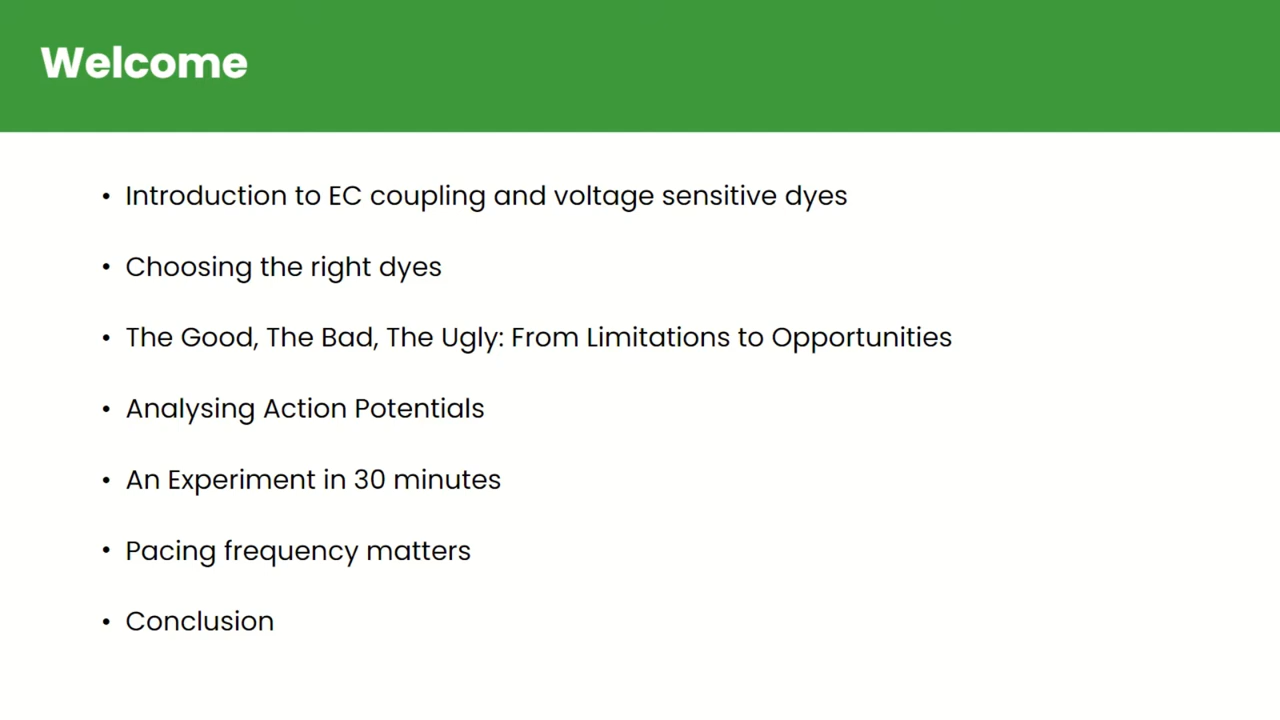 Welcome
• Introduction to EC coupling and voltage sensitive dyes
• Choosing the right dyes
• The Good, The Bad, The Ugly: From Limitations to Opportunities
• Analysing Action Potentials
• An Experiment in 30 minutes
• Pacing frequency matters
• Conclusion